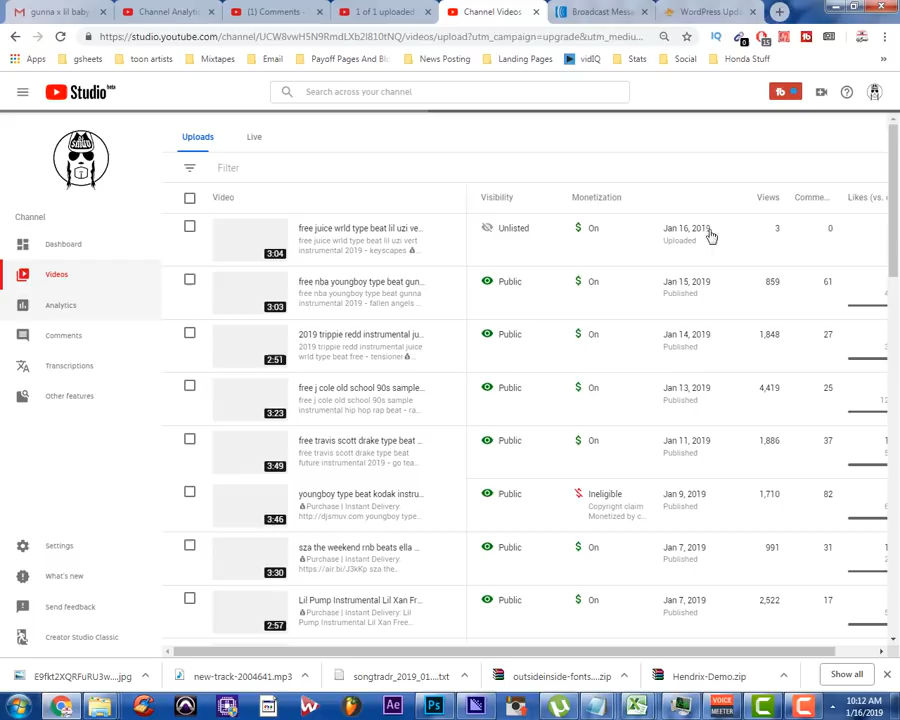 gunna x lil baby
Channel Analytic
(1) Comments -
1 of 1 uploaded
Channel Videos
Broadcast Messa
WordPress Updat
https://studio.youtube.com/channel/UCW8vwH5N9RmdLXb2l810tNQ/videos/upload?utm_campaign=upgrade&utm_mediu...
Apps
gsheets
toon artists
Mixtapes
Email
Payoff Pages And Blo
News Posting
Landing Pages
vidIQ
Stats
Social
Honda Stuff
Studio beta
Search across your channel
Uploads
Live
Filter
Video
Visibility
Monetization
Views
Comme...
Likes (vs.
Channel
Dashboard
Videos
Analytics
Comments
Transcriptions
Other features
Settings
What's new
Send feedback
Creator Studio Classic
3:04
free juice wrld type beat lil uzi ve...
free juice wrld type beat lil uzi vert
instrumental 2019 - keyscapes
Unlisted
On
Jan 16, 2019
Uploaded
3
0
3:03
free nba youngboy type beat gun...
free nba youngboy type beat
gunna - fallen angels ...
Public
On
Jan 15, 2019
Published
859
61
2:51
2019 trippie redd instrumental ju...
2019 trippie redd instrumental juice
wrld type beat free - tensioner
Public
On
Jan 14, 2019
Published
1,848
27
3:23
free j cole old school 90s sample...
free j cole old school 90s sample type
instrumental hip hop rap beat - ra...
Public
On
Jan 13, 2019
Published
4,419
25
3:49
free travis scott drake type beat ...
free travis scott drake type beat
future instrumental 2019 - go tea...
Public
On
Jan 11, 2019
Published
1,886
37
3:46
youngboy type beat kodak instru...
Purchase | Instant Delivery:
http://djsmuv.com youngboy type...
Public
Ineligible
Copyright claim
Monetized by c...
Jan 9, 2019
Published
1,710
82
3:30
sza the weekend rnb beats ella ...
Purchase | Instant Delivery:
https://air.bi/J3kKp sza the...
Public
On
Jan 7, 2019
Published
991
31
2:57
Lil Pump Instrumental Lil Xan Fr...
Purchase | Instant Delivery: Lil
Pump Instrumental Lil Xan Free...
Public
On
Jan 7, 2019
Published
2,522
17
E9fkt2XQRFuRU3w....jpg
new-track-2004641.mp3
songtradr_2019_01....txt
outsideinside-fonts....zip
Hendrix-Demo.zip
Show all
VOICE MEETER
10:12 AM
1/16/2019